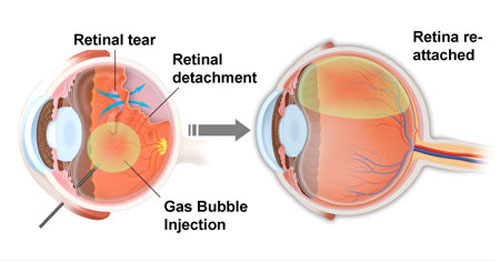 Retinal tear
Retinal
detachment
Gas Bubble
Injection
Retina re-
attached